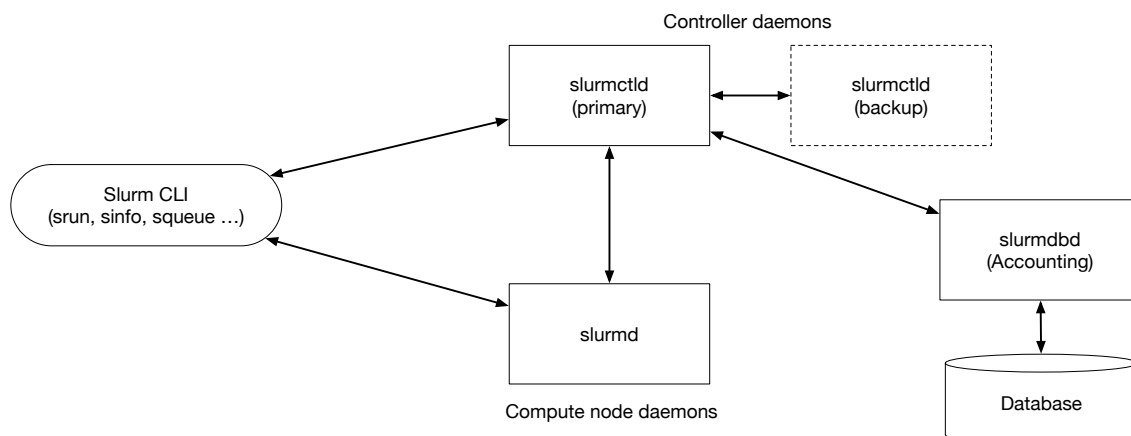 Controller daemons
slurmctld
(primary)
slurmctld
(backup)
Slurm CLI
(srun, sinfo, squeue …)
slurmdbd
(Accounting)
slurmd
Compute node daemons
Database